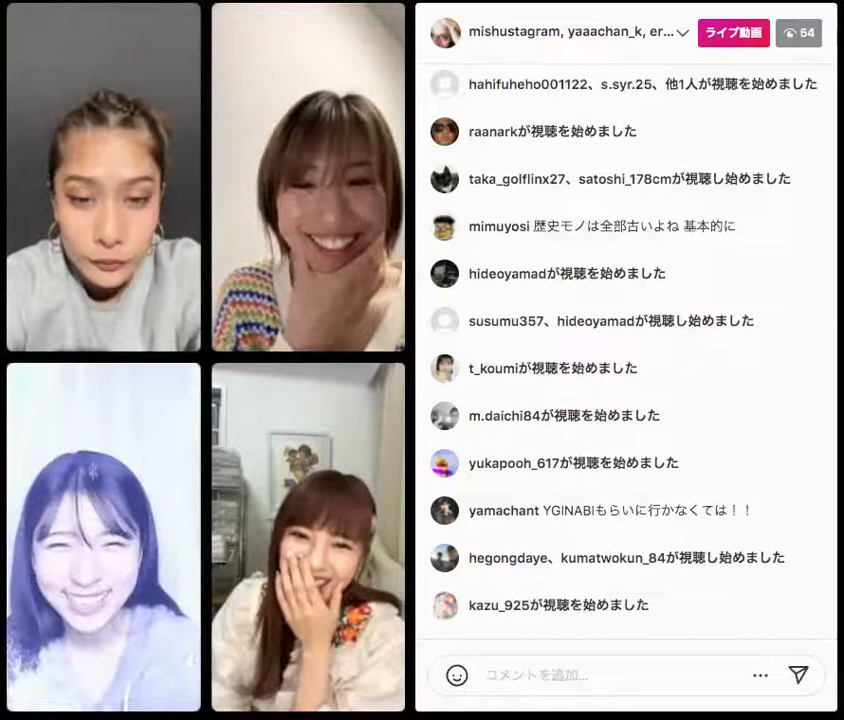 mishustagram, yaaachan_k, er...
ライブ動画
54
hahifuheho001122、s.syr.25、他1人が視聴を始めました
raanarkが視聴を始めました
taka_golflinx27、satoshi_178cmが視聴し始めました
mimuyosi 歴史モノは全部古いよね 基本的に
hideoyamadが視聴を始めました
susumu357、hideoyamadが視聴し始めました
t_koumiが視聴を始めました
m.daichi84が視聴を始めました
yukapooh_617が視聴を始めました
yamachant YGINABIもらいに行かなくては！！
hegongdaye、kumatwokun_84が視聴し始めました
kazu_925が視聴を始めました
コメントを追加...